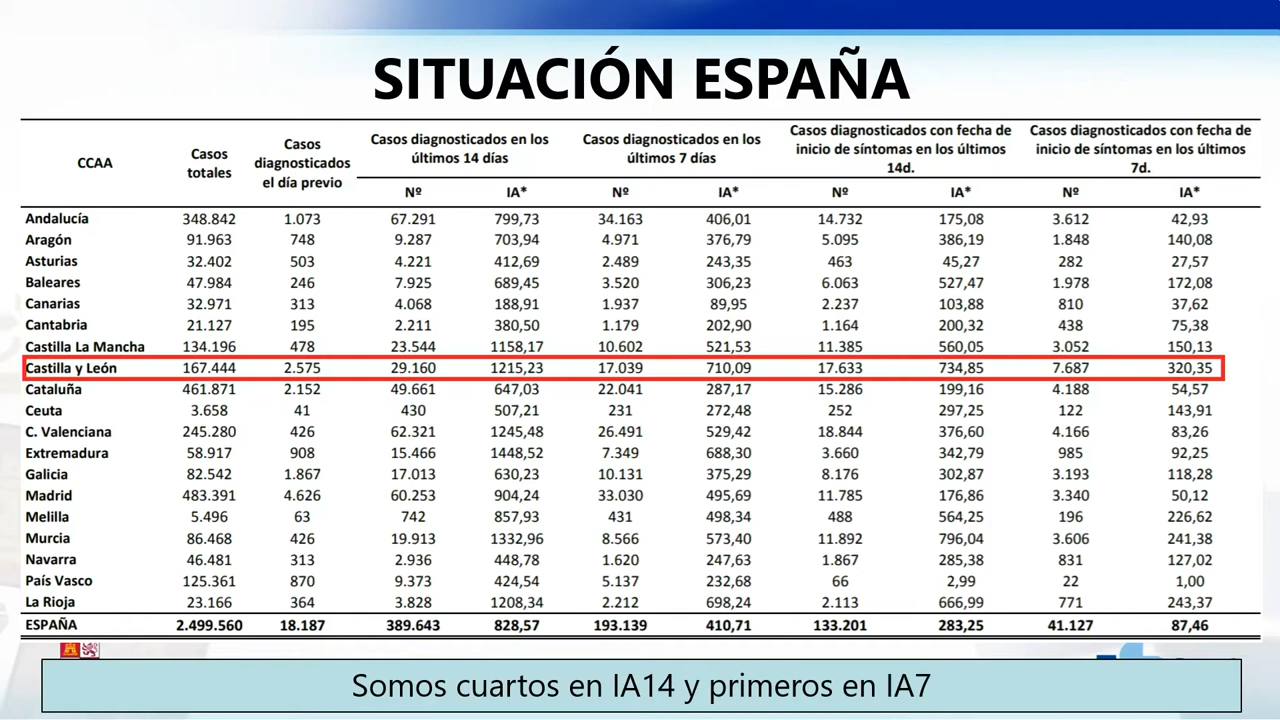 SITUACIÓN ESPAÑA
CCAA Casos totales Casos diagnosticados el día previo Casos diagnosticados en los últimos 14 días Casos diagnosticados en los últimos 7 días Casos diagnosticados con fecha de inicio de síntomas en los últimos 14d. Casos diagnosticados con fecha de inicio de síntomas en los últimos 7d.
Nº IA* Nº IA* Nº IA* Nº IA*
Andalucía 348.842 1.073 67.291 799,73 34.163 406,01 14.732 175,08 3.612 42,93
Aragón 91.963 748 9.287 703,94 4.971 376,79 5.095 386,19 1.848 140,08
Asturias 32.402 503 4.221 412,69 2.489 243,35 463 45,27 282 27,57
Baleares 47.984 246 7.925 689,45 3.520 306,23 6.063 527,47 1.978 172,08
Canarias 32.971 313 4.068 188,91 1.937 89,95 2.237 103,88 810 37,62
Cantabria 21.127 195 2.211 380,50 1.179 202,90 1.164 200,32 438 75,38
Castilla La Mancha 134.196 478 23.544 1158,17 10.602 521,53 11.385 560,05 3.052 150,13
Castilla y León 167.444 2.575 29.160 1215,23 17.039 710,09 17.633 734,85 7.687 320,35
Cataluña 461.871 2.152 49.661 647,03 22.041 287,17 15.286 199,16 4.188 54,57
Ceuta 3.658 41 430 507,21 231 272,48 252 297,25 122 143,91
C. Valenciana 245.280 426 62.321 1245,48 26.491 529,42 18.844 376,60 4.166 83,26
Extremadura 58.917 908 15.466 1448,52 7.349 688,30 3.660 342,79 985 92,25
Galicia 82.542 1.867 17.013 630,23 10.131 375,29 8.176 302,87 3.193 118,28
Madrid 483.391 4.626 60.253 904,24 33.030 495,69 11.785 176,86 3.340 50,12
Melilla 5.496 63 742 857,93 431 498,34 488 564,25 196 226,62
Murcia 86.468 426 19.913 1332,96 8.566 573,40 11.892 796,04 3.606 241,38
Navarra 46.481 313 2.936 448,78 1.620 247,63 1.867 285,38 831 127,02
País Vasco 125.361 870 9.373 424,54 5.137 232,68 66 2,99 22 1,00
La Rioja 23.166 364 3.828 1208,34 2.212 698,24 2.113 666,99 771 243,37
ESPAÑA 2.499.560 18.187 389.643 828,57 193.139 410,71 133.201 283,25 41.127 87,46
Somos cuartos en IA14 y primeros en IA7